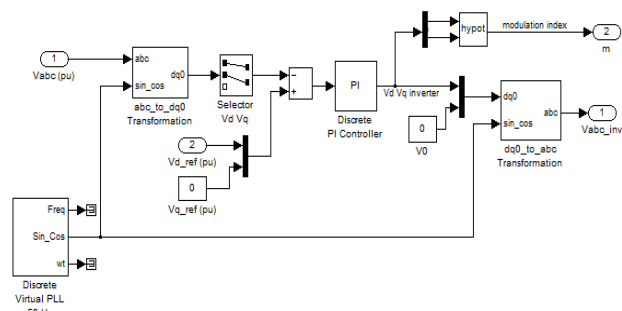 1
Vabc (pu)
abc
sin_cos
dq0
abc_to_dq0
Transformation
Selector
Vd Vq
−
+
PI
Discrete
PI Controller
hypot
modulation index
2
m
Vd Vq inverter
0
V0
dq0
sin_cos
abc
dq0_to_abc
Transformation
1
Vabc_inv
2
Vd_ref (pu)
0
Vq_ref (pu)
Freq
Sin_Cos
wt
Discrete
Virtual PLL